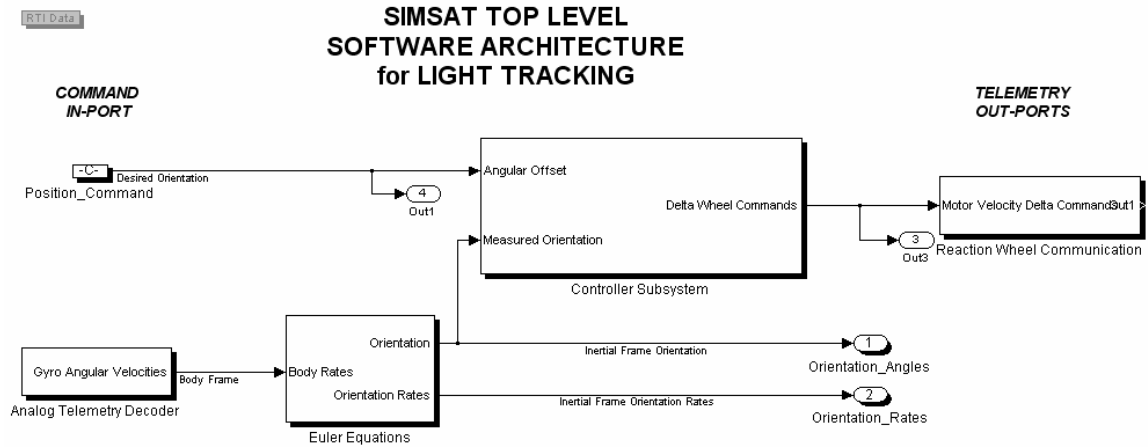 RTI Data
SIMSAT TOP LEVEL
SOFTWARE ARCHITECTURE
for LIGHT TRACKING
COMMAND
IN-PORT
TELEMETRY
OUT-PORTS
-C-
Desired Orientation
Position_Command
4
Out1
Angular Offset
Delta Wheel Commands
Measured Orientation
Controller Subsystem
3
Out3
Motor Velocity Delta Commands
Out1
Reaction Wheel Communication
Gyro Angular Velocities
Body Frame
Analog Telemetry Decoder
Orientation
Body Rates
Orientation Rates
Euler Equations
Inertial Frame Orientation
1
Orientation_Angles
Inertial Frame Orientation Rates
2
Orientation_Rates